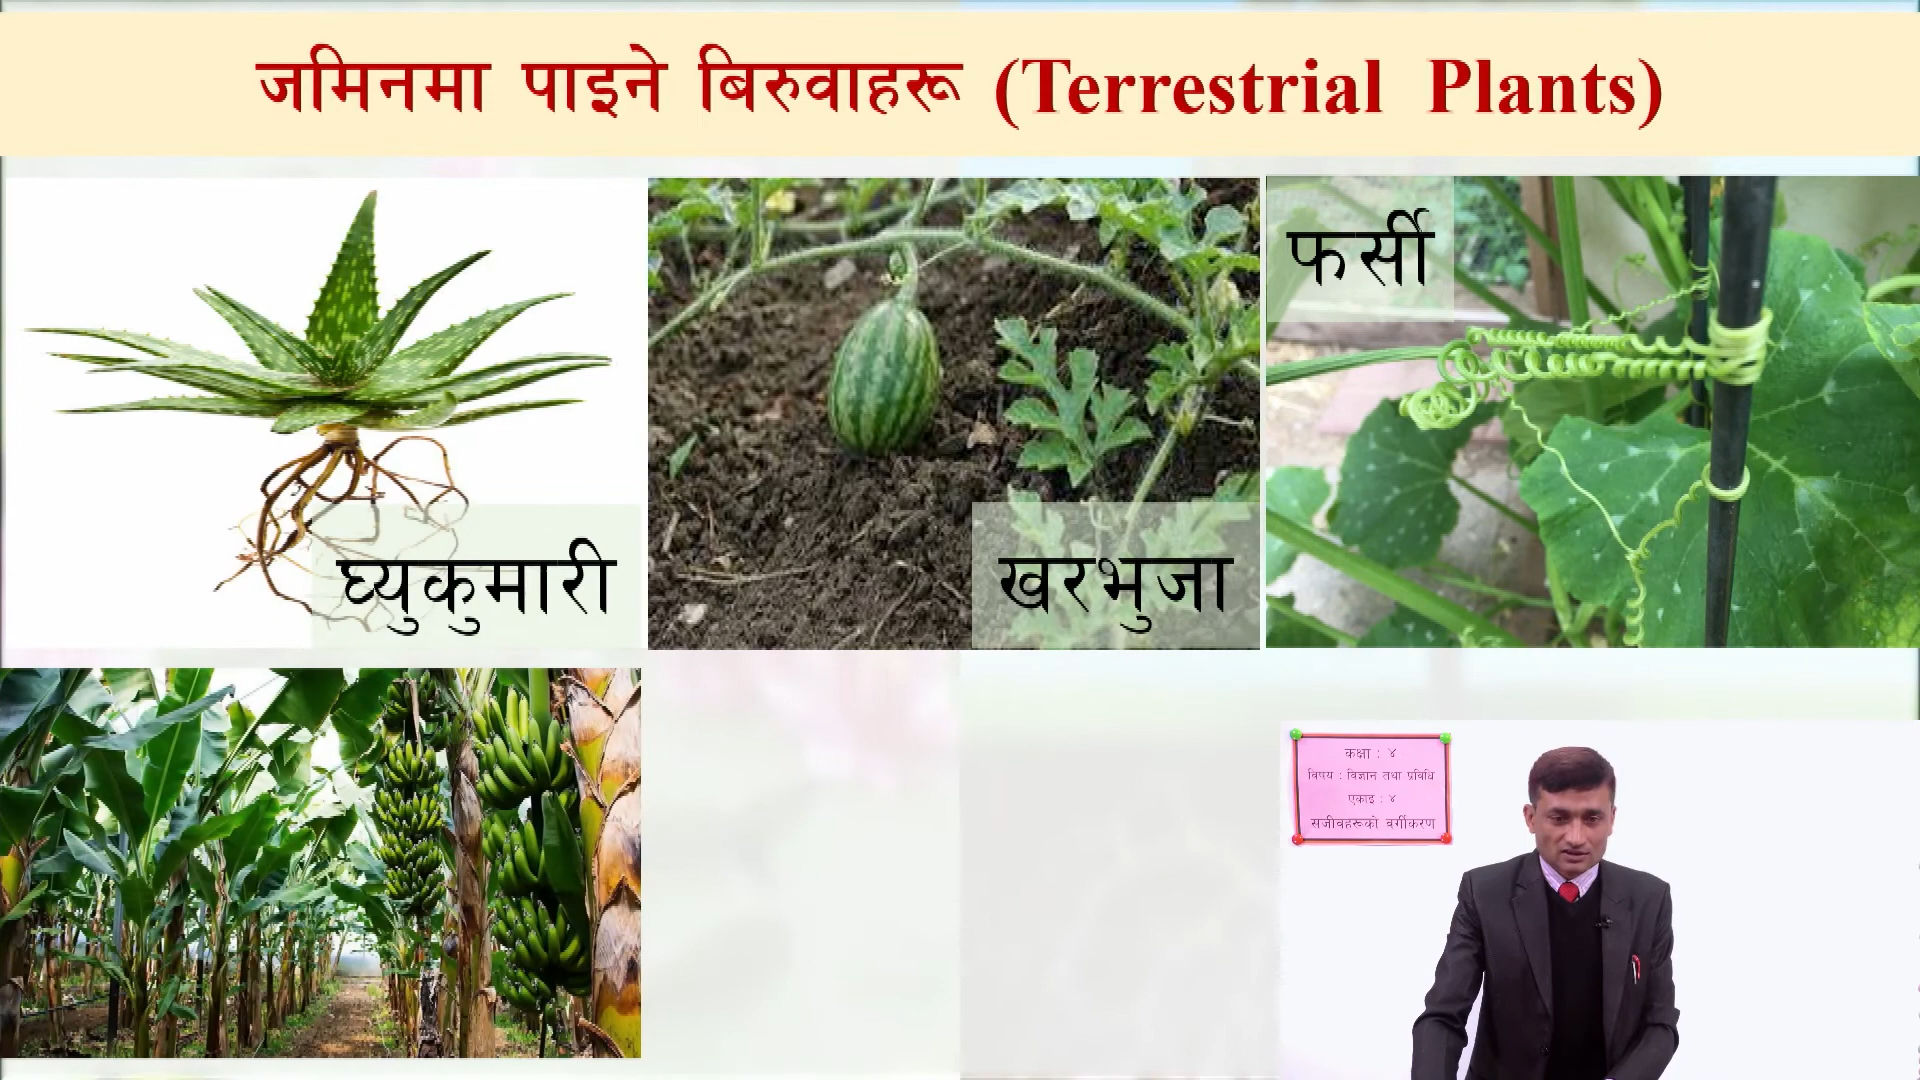 जमिनमा पाइने बिरुवाहरू (Terrestrial Plants)
फर्सी
घ्युकुमारी
खरभुजा
कक्षा : ४
विषय : विज्ञान तथा प्रविधि
एकाइ : ४
सजीवहरूको वर्गीकरण